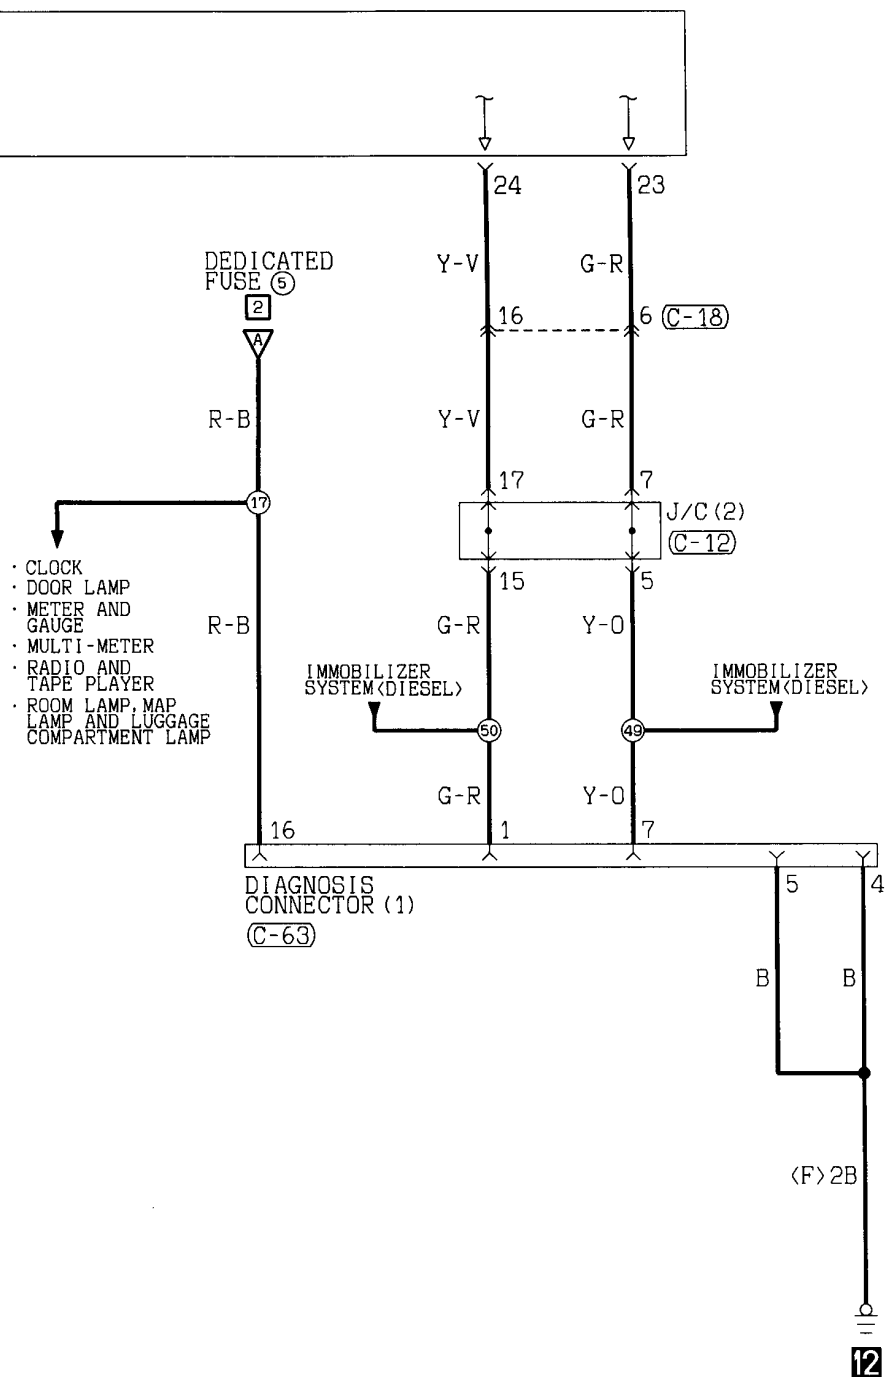 24
23
DEDICATED
FUSE ⑤
2
A
Y-V
G-R
16
6 (C-18)
R-B
Y-V
G-R
17
7
17
J/C(2)
(C-12)
15
5
· CLOCK
· DOOR LAMP
· METER AND
GAUGE
· MULTI-METER
· RADIO AND
TAPE PLAYER
· ROOM LAMP, MAP
LAMP AND LUGGAGE
COMPARTMENT LAMP
R-B
G-R
Y-O
IMMOBILIZER
SYSTEM<DIESEL>
IMMOBILIZER
SYSTEM<DIESEL>
50
49
G-R
Y-O
16
1
7
DIAGNOSIS
CONNECTOR (1)
(C-63)
5
4
B
B
<F>2B
12